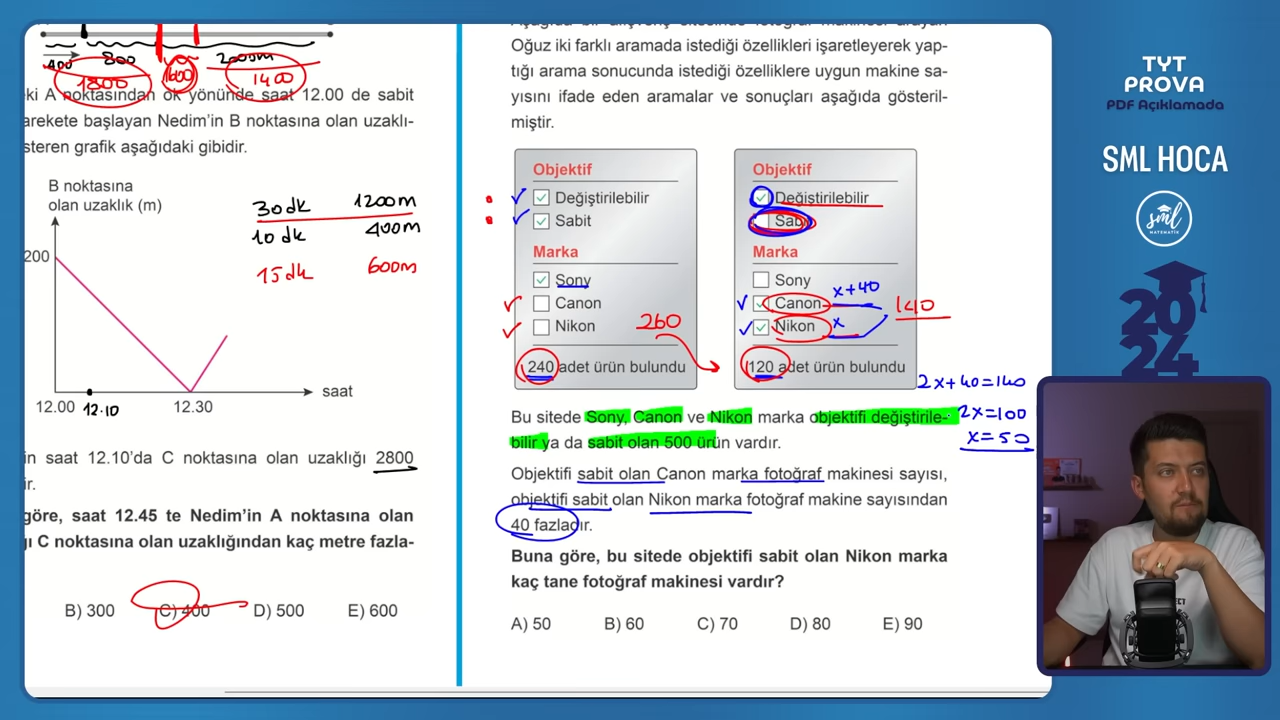 400 800 2000m
1800 1600 1400
ki A noktasından ok yönünde saat 12.00 de sabit
arekete başlayan Nedim'in B noktasına olan uzaklı-
steren grafik aşağıdaki gibidir.
B noktasına
olan uzaklık (m)
200
12.00
12.10
12.30
saat
30dk 1200m
10 dk 400m
15dk 600m
in saat 12.10'da C noktasına olan uzaklığı 2800
ir.
göre, saat 12.45 te Nedim'in A noktasına olan
ı C noktasına olan uzaklığından kaç metre fazla-
B) 300 C) 400 D) 500 E) 600
Oğuz iki farklı aramada istediği özellikleri işaretleyerek yap-
tığı arama sonucunda istediği özelliklere uygun makine sa-
yısını ifade eden aramalar ve sonuçları aşağıda gösteril-
miştir.
Objektif
Değiştirilebilir
Sabit
Marka
Sony
Canon
Nikon
240 adet ürün bulundu
260
Objektif
Değiştirilebilir
Sabit
Marka
Sony
Canon x+40
Nikon x
140
120 adet ürün bulundu
2x+40=140
2x=100
x=50
Bu sitede Sony, Canon ve Nikon marka objektifi değiştirile-
bilir ya da sabit olan 500 ürün vardır.
Objektifi sabit olan Canon marka fotoğraf makinesi sayısı,
objektifi sabit olan Nikon marka fotoğraf makine sayısından
40 fazladır.
Buna göre, bu sitede objektifi sabit olan Nikon marka
kaç tane fotoğraf makinesi vardır?
A) 50 B) 60 C) 70 D) 80 E) 90
TYT
PROVA
PDF Açıklamada
SML HOCA
sml
MATEMATİK
2024